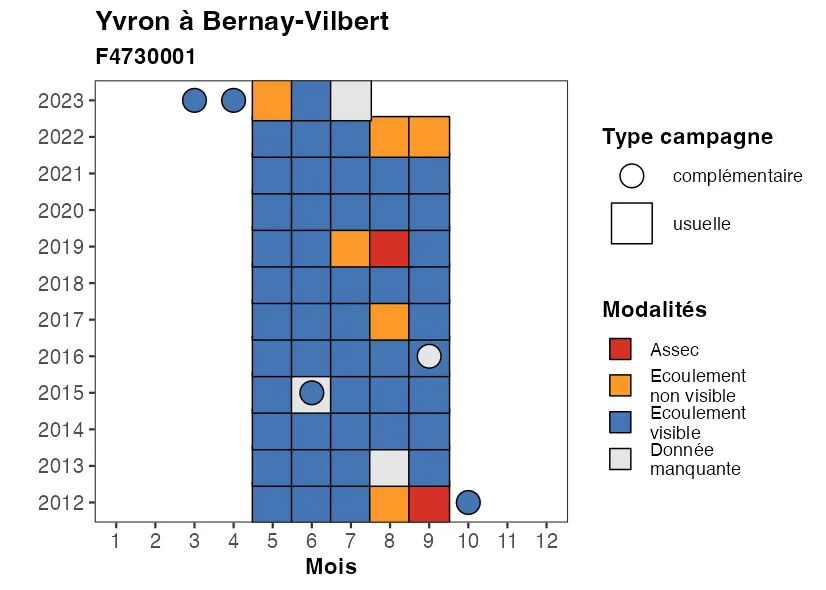 Yvron à Bernay-Vilbert
F4730001
2023
2022
2021
2020
2019
2018
2017
2016
2015
2014
2013
2012
1 2 3 4 5 6 7 8 9 10 11 12
Mois
Type campagne
complémentaire
usuelle
Modalités
Assec
Ecoulement
non visible
Ecoulement
visible
Donnée
manquante